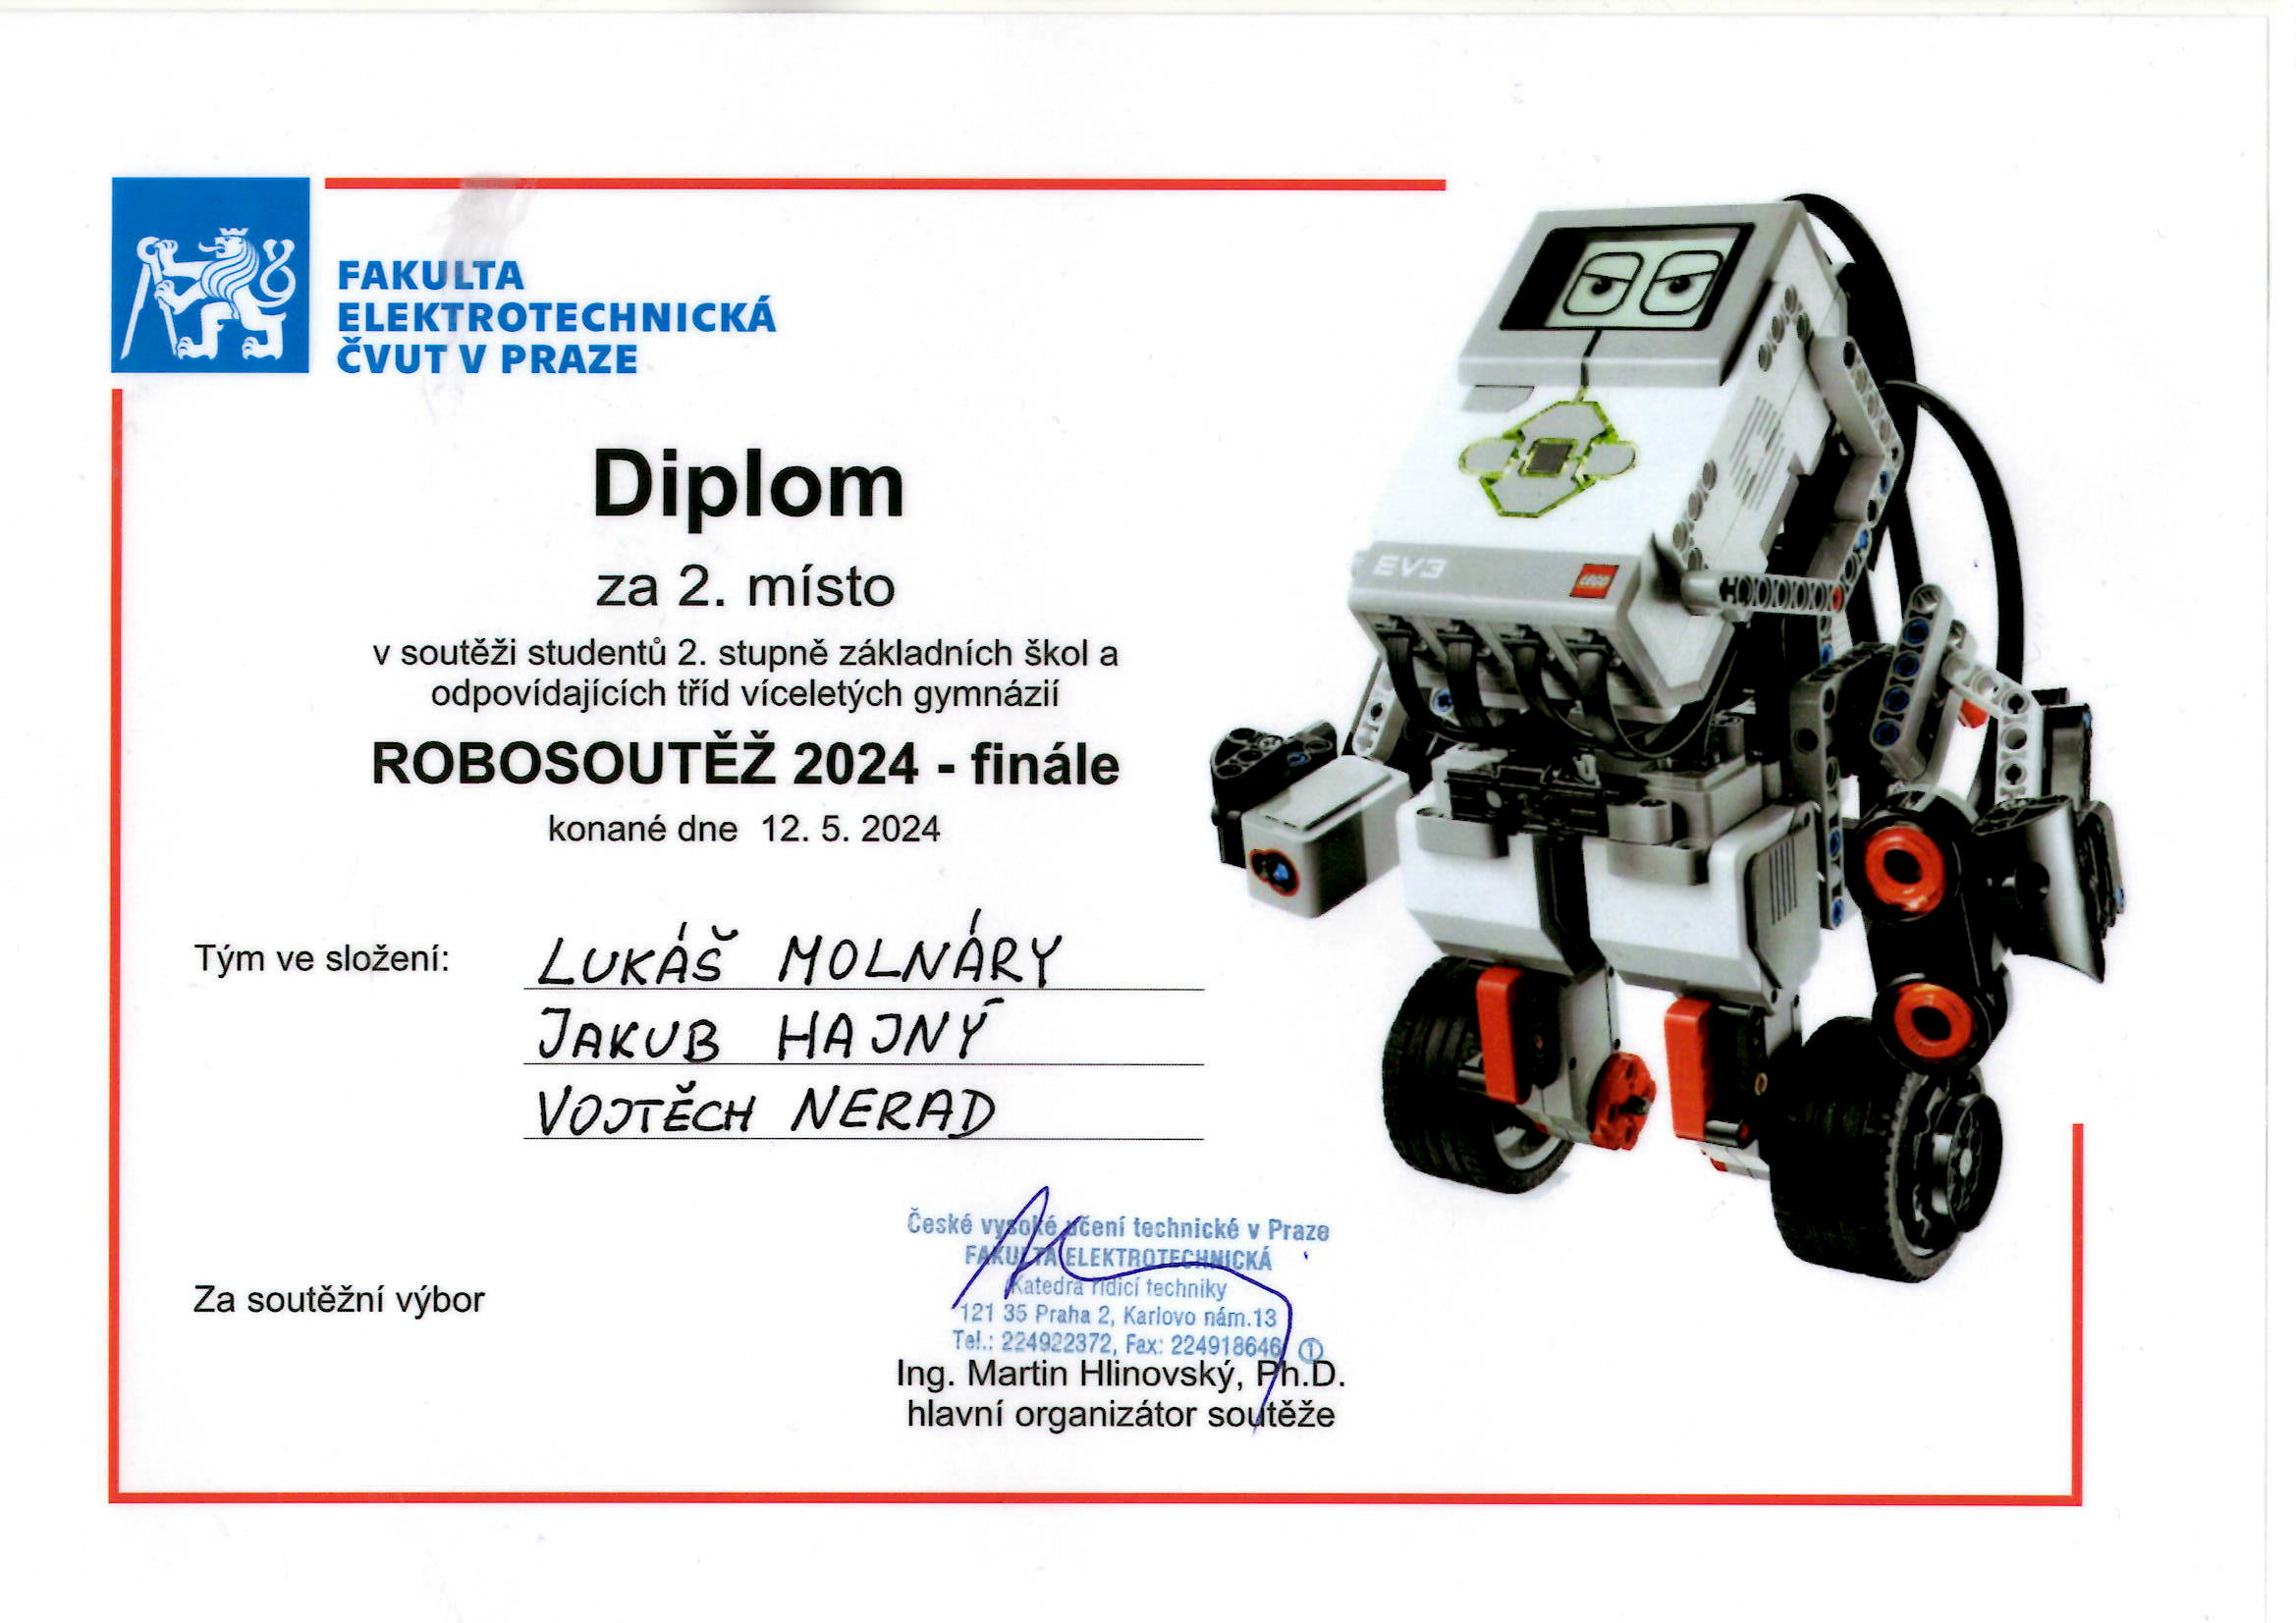 FAKULTA
ELEKTROTECHNICKÁ
ČVUT V PRAZE
Diplom
za 2. místo
v soutěži studentů 2. stupně základních škol a
odpovídajících tříd víceletých gymnázií
ROBOSOUTĚŽ 2024 - finále
konané dne 12. 5. 2024
EV3
LEGO
Tým ve složení:
LUKÁŠ MOLNÁRY
JAKUB HAJNÝ
VOJTĚCH NERAD
České vysoké učení technické v Praze
FAKULTA ELEKTROTECHNICKÁ
Katedra řídicí techniky
121 35 Praha 2, Karlovo nám.13
Tel.: 224922372, Fax: 224918646 ①
Za soutěžní výbor
Ing. Martin Hlinovský, Ph.D.
hlavní organizátor soutěže